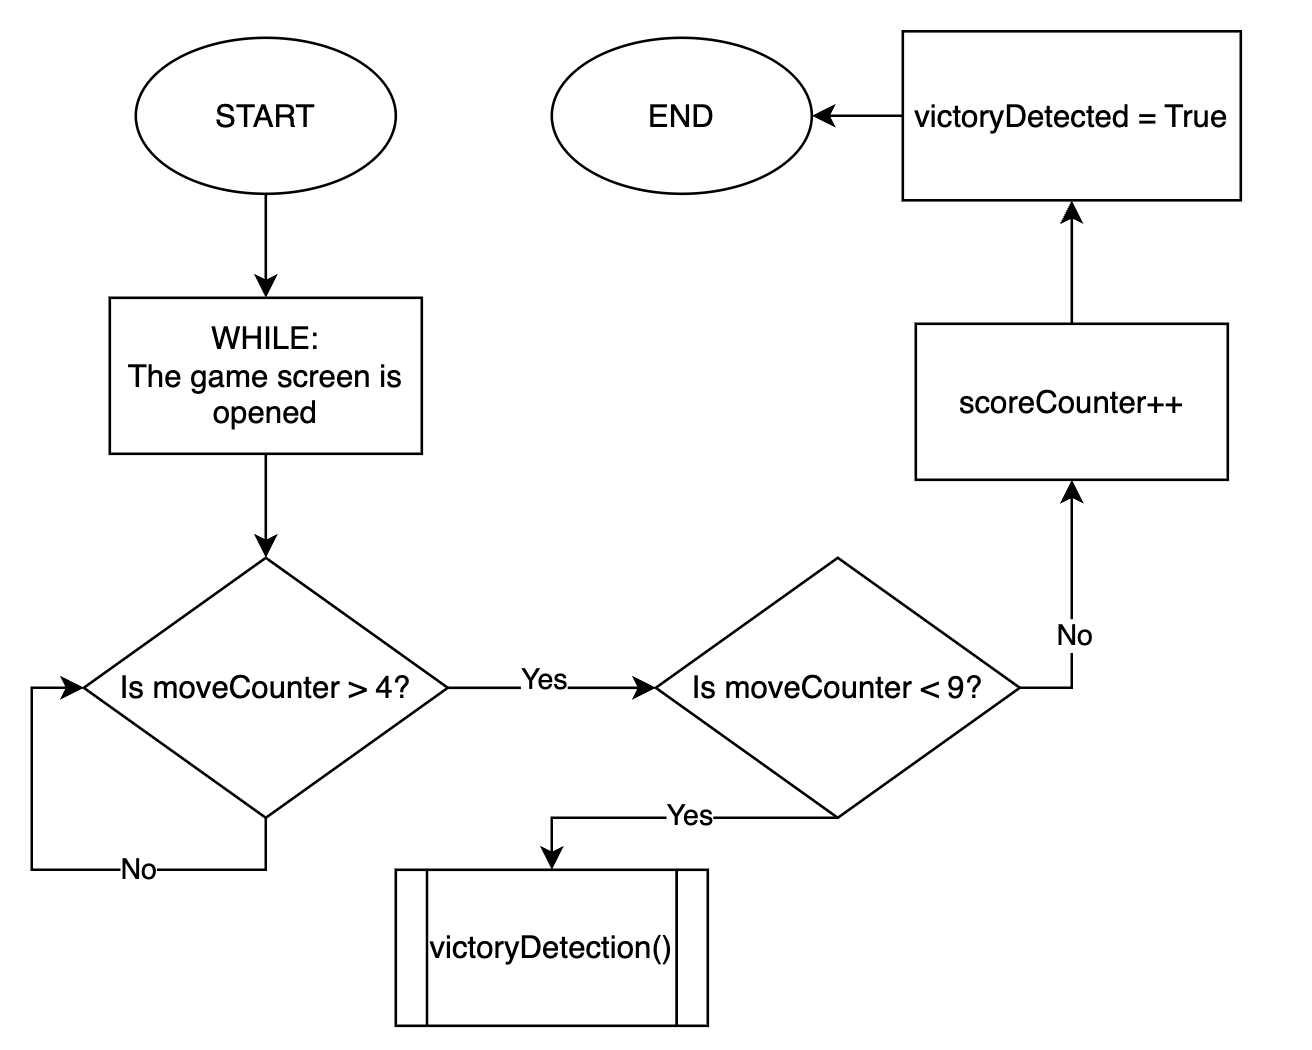 START
END
victoryDetected = True
WHILE:
The game screen is
opened
scoreCounter++
Is moveCounter > 4?
Yes
Is moveCounter < 9?
No
Yes
No
victoryDetection()